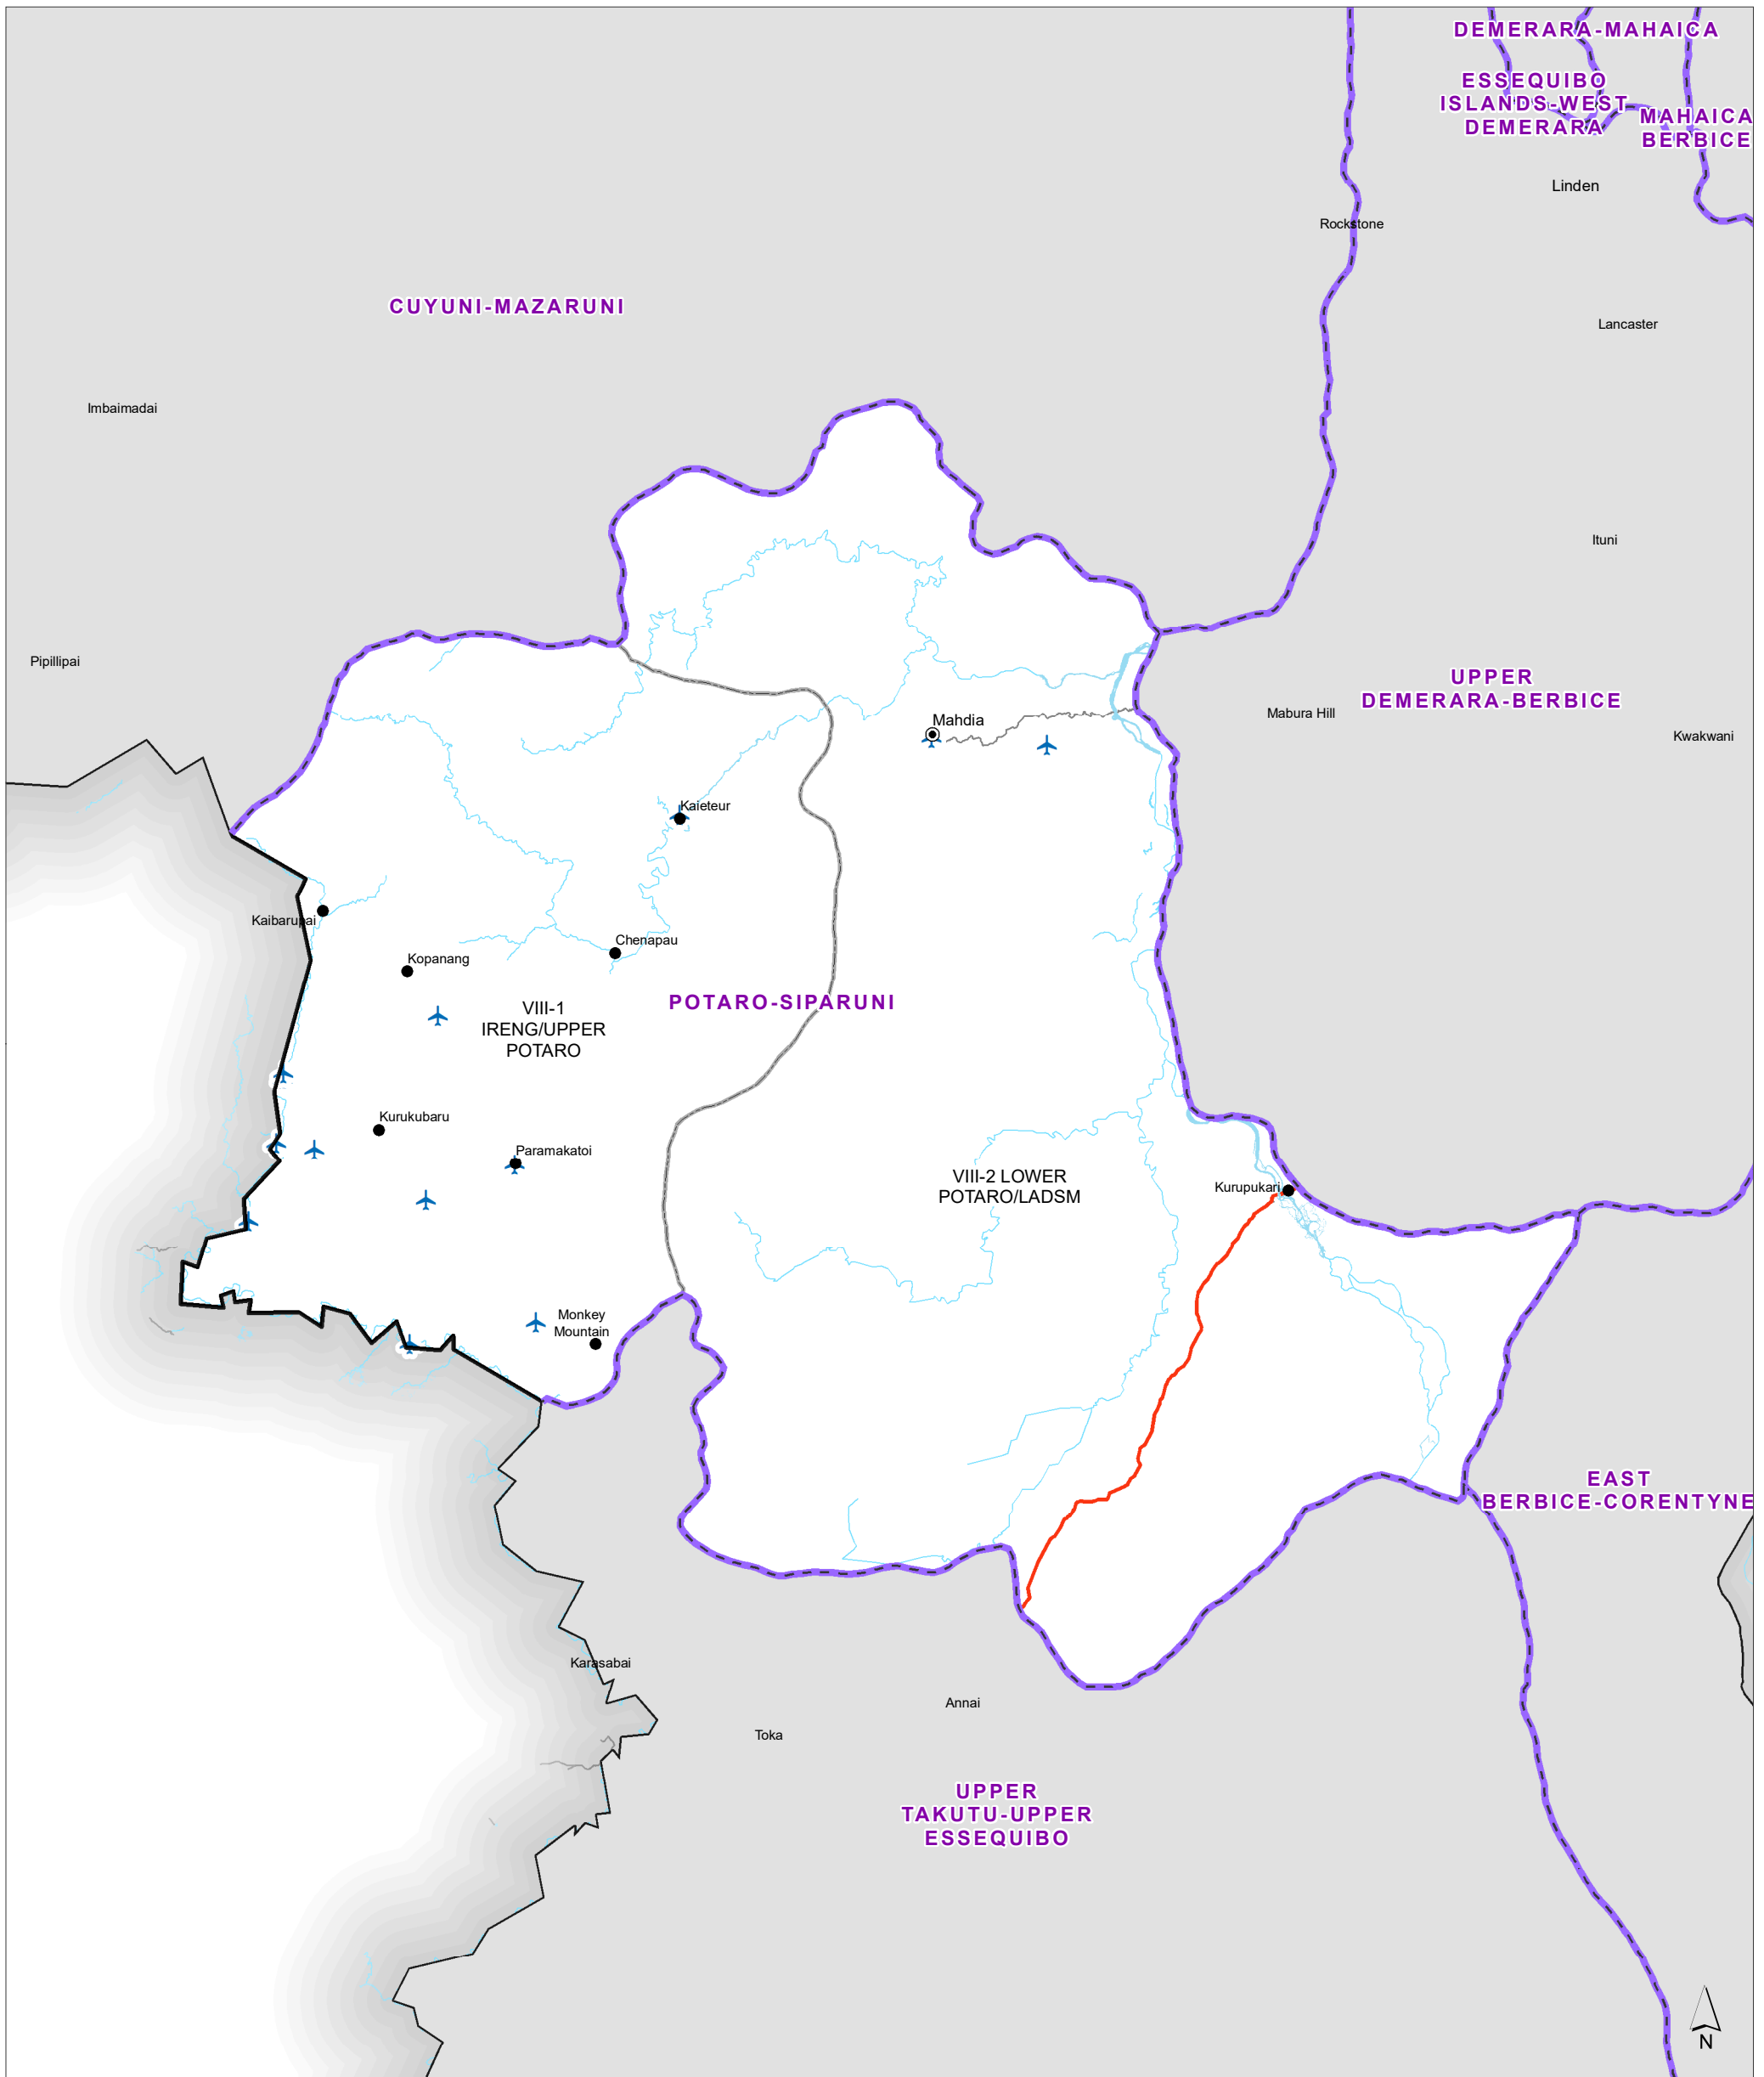 DEMERARA-MAHAICA
ESSEQUIBO
ISLANDS-WEST
DEMERARA
MAHAICA
BERBICE
Linden
Rockstone
CUYUNI-MAZARUNI
Lancaster
Imbaimadai
Ituni
Pipillipai
UPPER
DEMERARA-BERBICE
Mabura Hill
Mahdia
Kwakwani
Kaieteur
Kaibarupai
Chenapau
Kopanang
POTARO-SIPARUNI
VIII-1
IRENG/UPPER
POTARO
Kurukubaru
Paramakatoi
VIII-2 LOWER
POTARO/LADSM
Kurupukari
Monkey
Mountain
EAST
BERBICE-CORENTYNE
Karasabai
Annai
Toka
UPPER
TAKUTU-UPPER
ESSEQUIBO
N